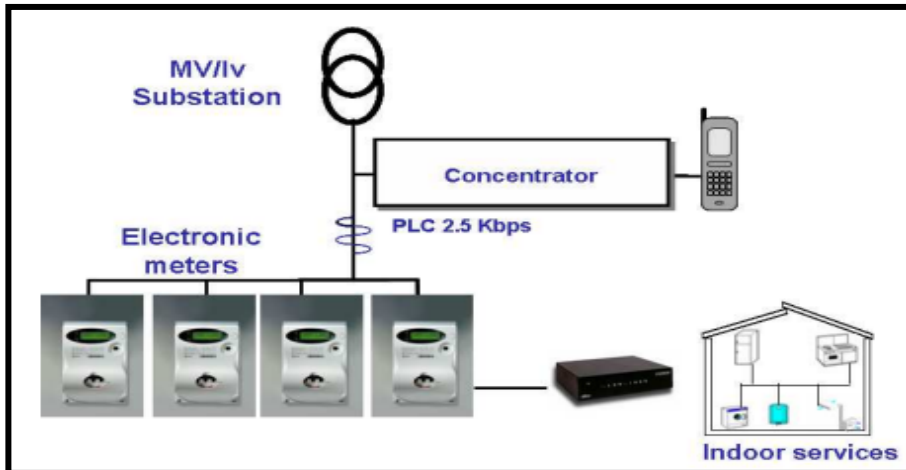 MV/lv
Substation
Concentrator
PLC 2.5 Kbps
Electronic
meters
Indoor services